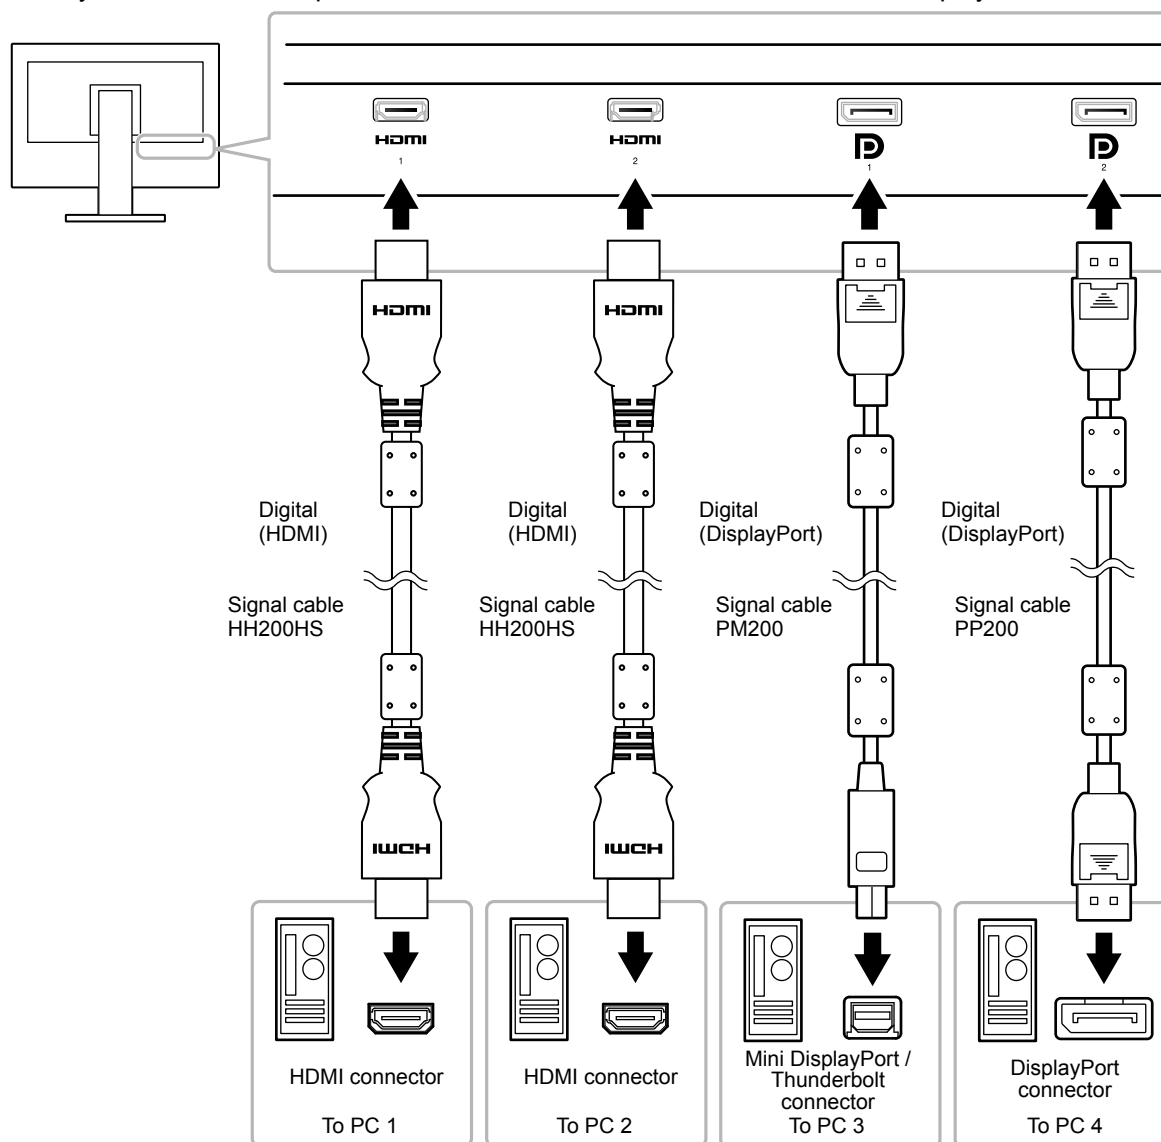 HDMI
1
HDMI
2
1
2
HDMI
HDMI
Digital
(HDMI)
Digital
(HDMI)
Digital
(DisplayPort)
Digital
(DisplayPort)
Signal cable
HH200HS
Signal cable
HH200HS
Signal cable
PM200
Signal cable
PP200
HDMI
HDMI
HDMI connector
To PC 1
HDMI connector
To PC 2
Mini DisplayPort /
Thunderbolt
connector
To PC 3
DisplayPort
connector
To PC 4